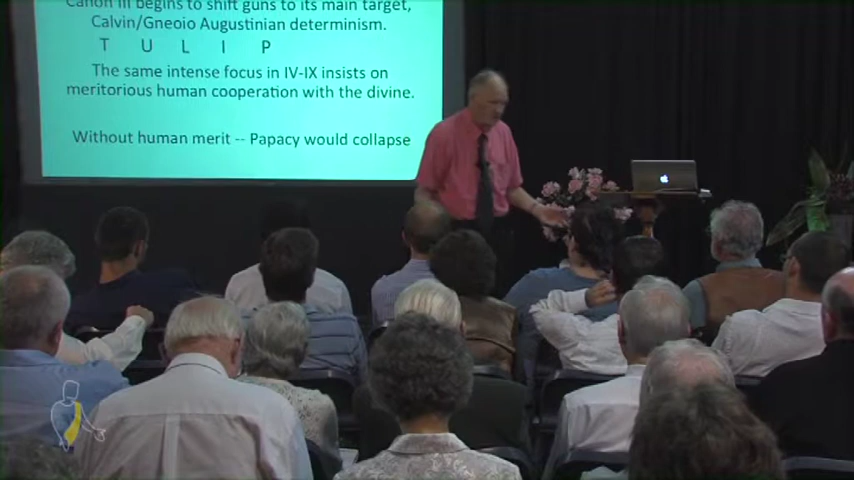 Canon III begins to shift guns to its main target,
Calvin/Gneoio Augustinian determinism.
T U L I P
The same intense focus in IV-IX insists on
meritorious human cooperation with the divine.
Without human merit -- Papacy would collapse